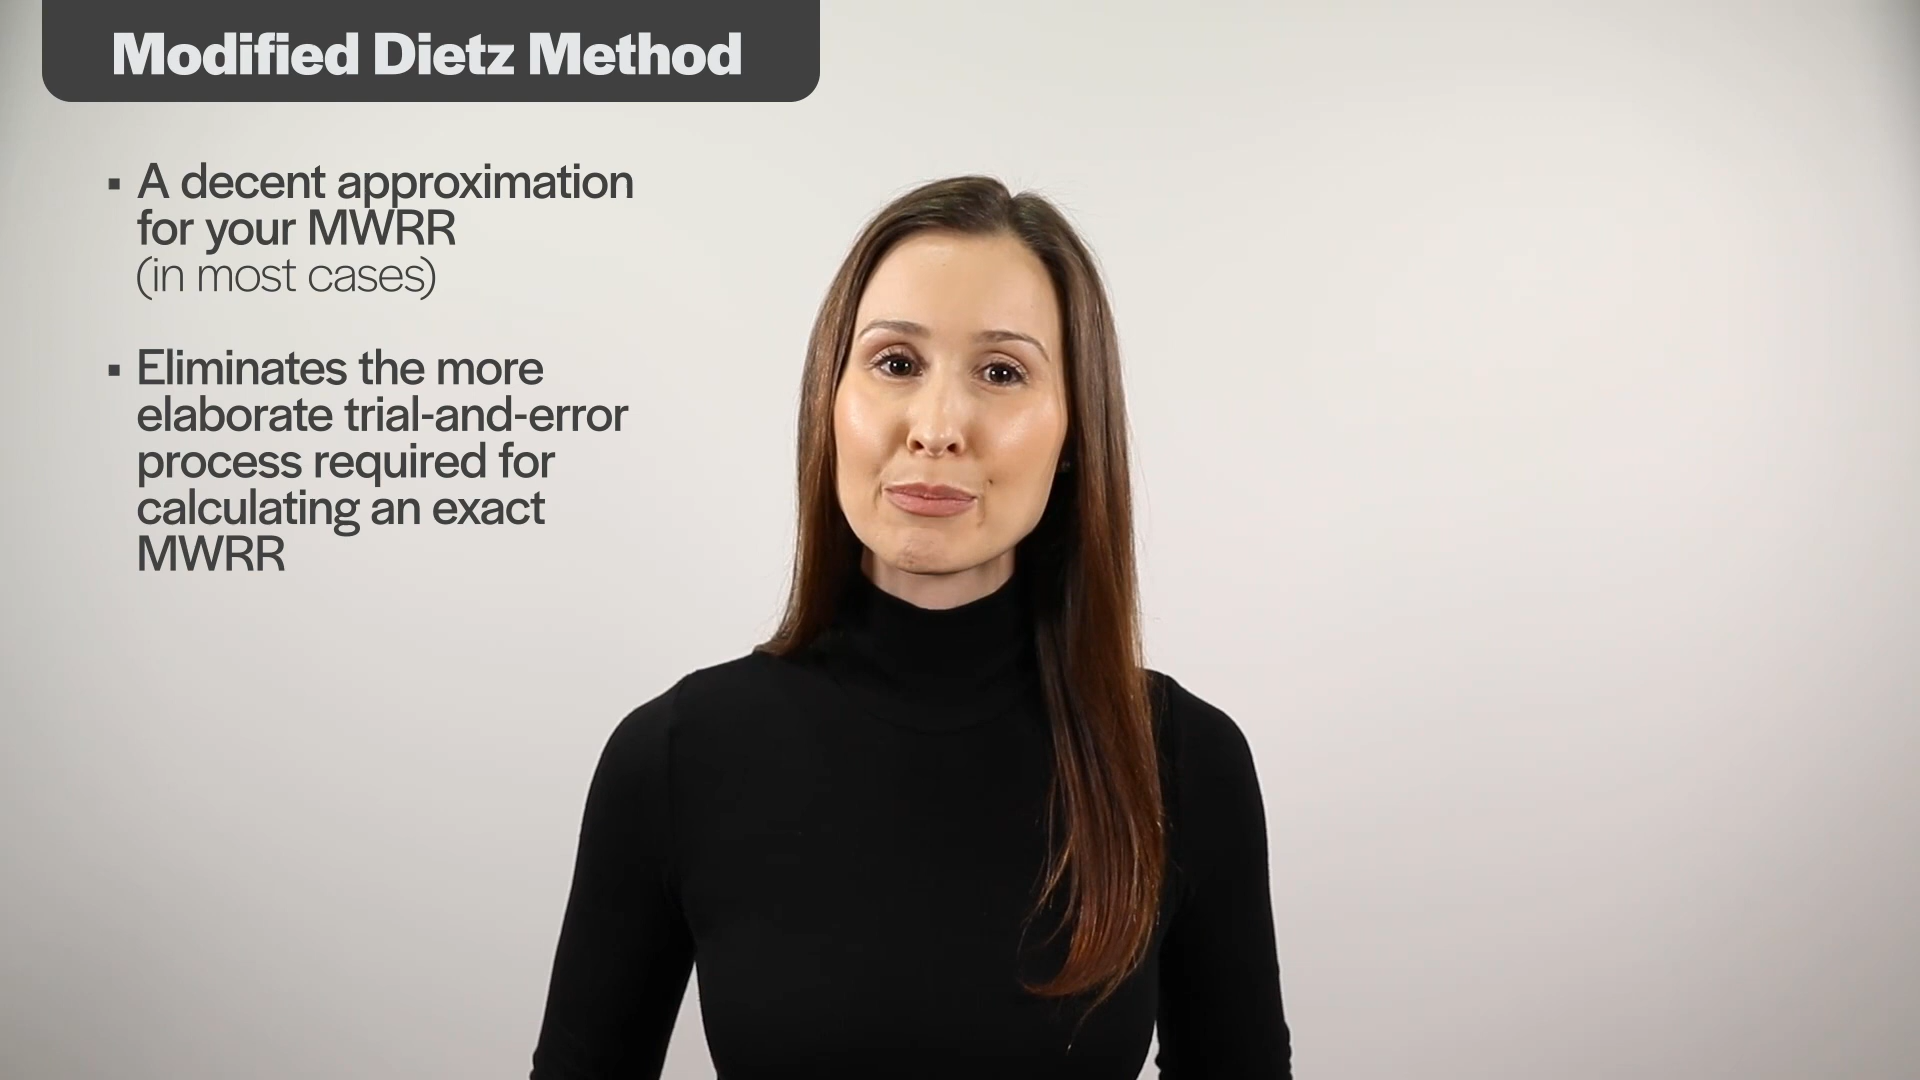 Modified Dietz Method
▪ A decent approximation
for your MWRR
(in most cases)
▪ Eliminates the more
elaborate trial-and-error
process required for
calculating an exact
MWRR